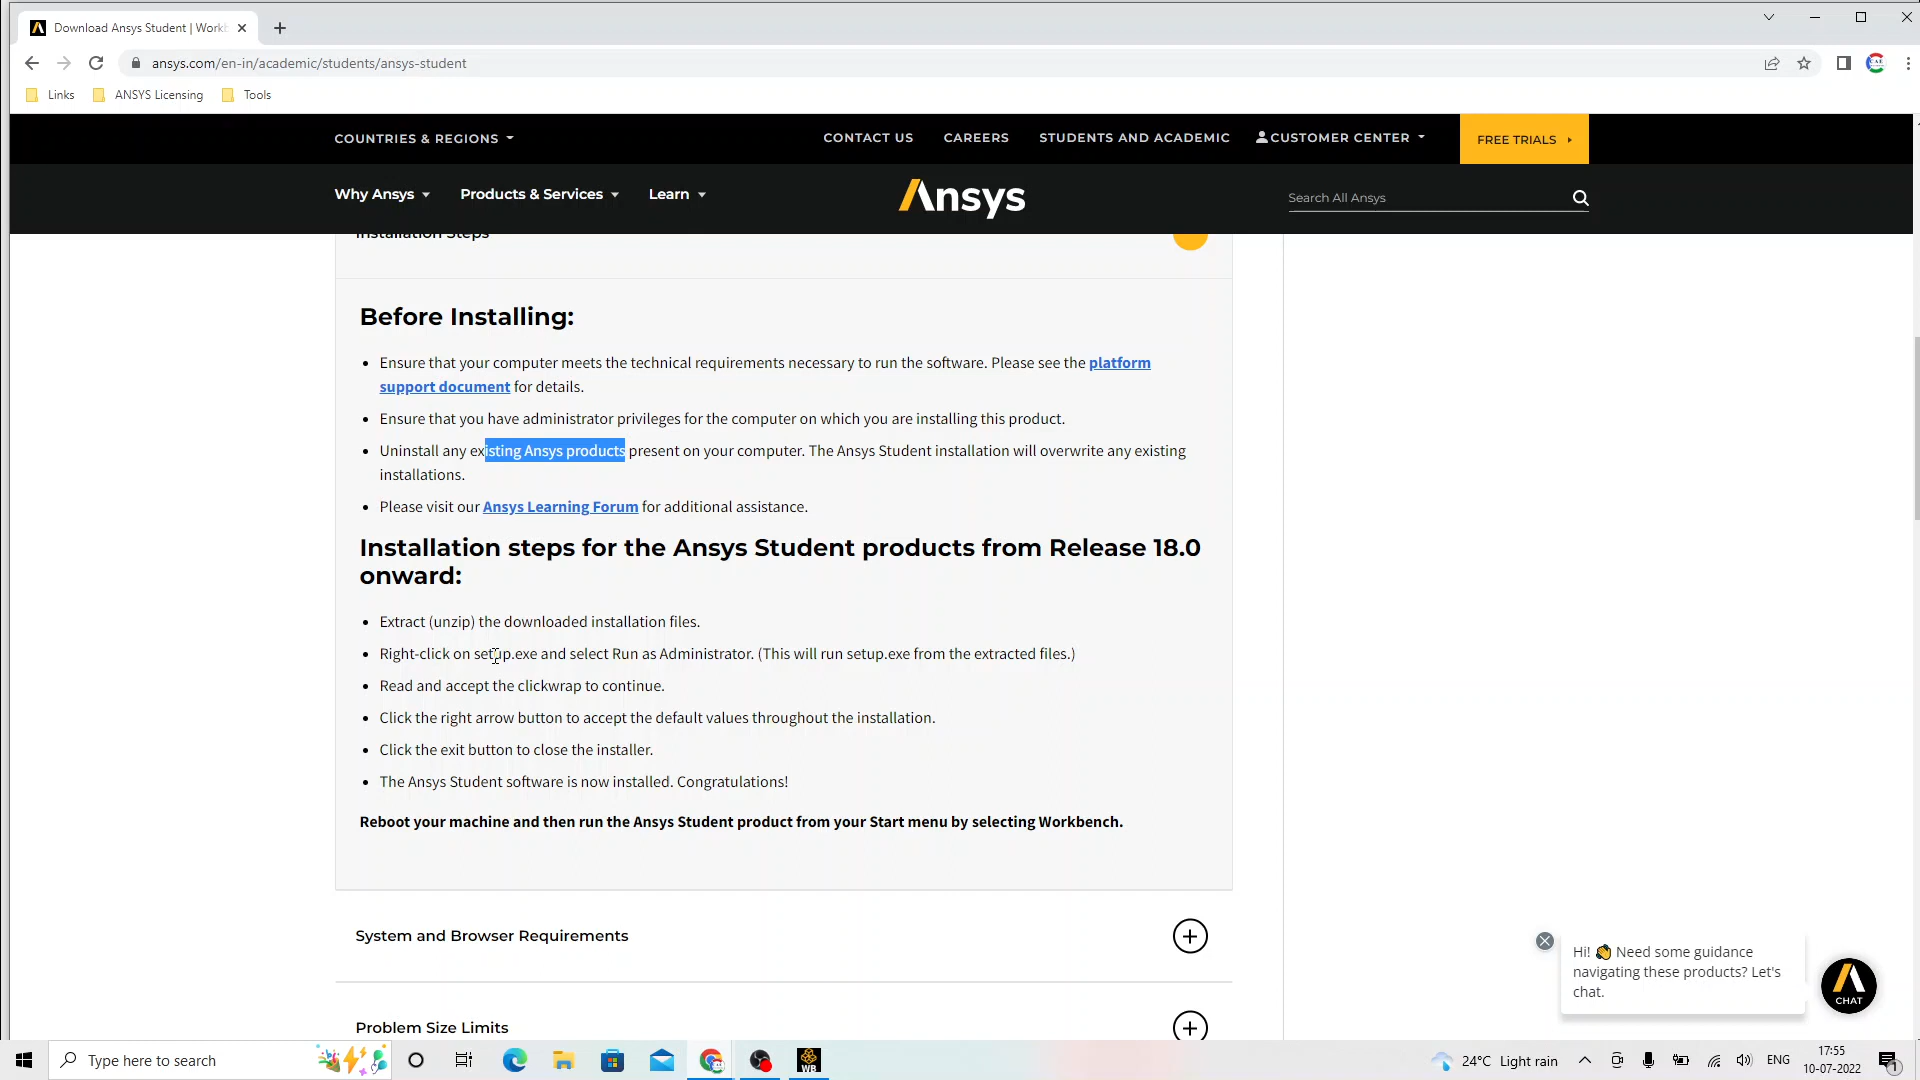 Download Ansys Student | Workb
ansys.com/en-in/academic/students/ansys-student
Links ANSYS Licensing Tools
COUNTRIES & REGIONS CONTACT US CAREERS STUDENTS AND ACADEMIC CUSTOMER CENTER FREE TRIALS
Why Ansys Products & Services Learn Ansys Search All Ansys
Installation Steps
Before Installing:
• Ensure that your computer meets the technical requirements necessary to run the software. Please see the platform
support document for details.
• Ensure that you have administrator privileges for the computer on which you are installing this product.
• Uninstall any existing Ansys products present on your computer. The Ansys Student installation will overwrite any existing
installations.
• Please visit our Ansys Learning Forum for additional assistance.
Installation steps for the Ansys Student products from Release 18.0
onward:
• Extract (unzip) the downloaded installation files.
• Right-click on setup.exe and select Run as Administrator. (This will run setup.exe from the extracted files.)
• Read and accept the clickwrap to continue.
• Click the right arrow button to accept the default values throughout the installation.
• Click the exit button to close the installer.
• The Ansys Student software is now installed. Congratulations!
Reboot your machine and then run the Ansys Student product from your Start menu by selecting Workbench.
System and Browser Requirements
Problem Size Limits
Hi! 👋 Need some guidance
navigating these products? Let's
chat.
CHAT
Type here to search
WB
24°C Light rain
ENG
17:55
10-07-2022
1